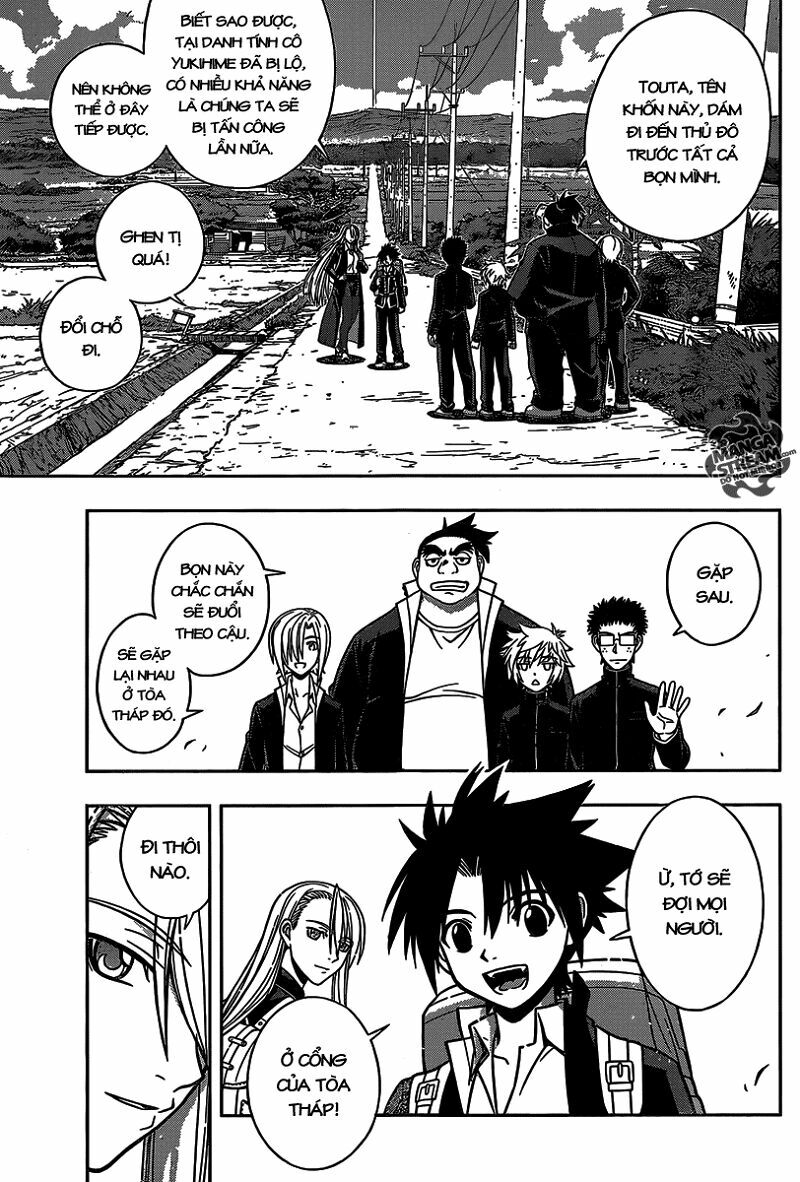 TOUTA, TÊN
KHỐN NÀY, DÁM
ĐI ĐẾN THỦ ĐÔ
TRƯỚC TẤT CẢ
BỌN MÌNH.
BIẾT SAO ĐƯỢC,
TẠI DANH TÍNH CÔ
YUKIHIME ĐÃ BỊ LỘ,
CÓ NHIỀU KHẢ NĂNG
LÀ CHÚNG TA SẼ
BỊ TẤN CÔNG
LẦN NỮA.
NÊN KHÔNG
THỂ Ở ĐÂY
TIẾP ĐƯỢC.
GHEN TỊ
QUÁ!
ĐỔI CHỖ
ĐI.
MANGA
STREAM.com
GẶP
SAU.
BỌN NÀY
CHẮC CHẮN
SẼ ĐUỔI
THEO CẬU.
SẼ GẶP
LẠI NHAU
Ở TÒA
THÁP ĐÓ.
Ừ, TỚ SẼ
ĐỢI MỌI
NGƯỜI.
Ở CỔNG
CỦA TÒA
THÁP!
ĐI THÔI
NÀO.